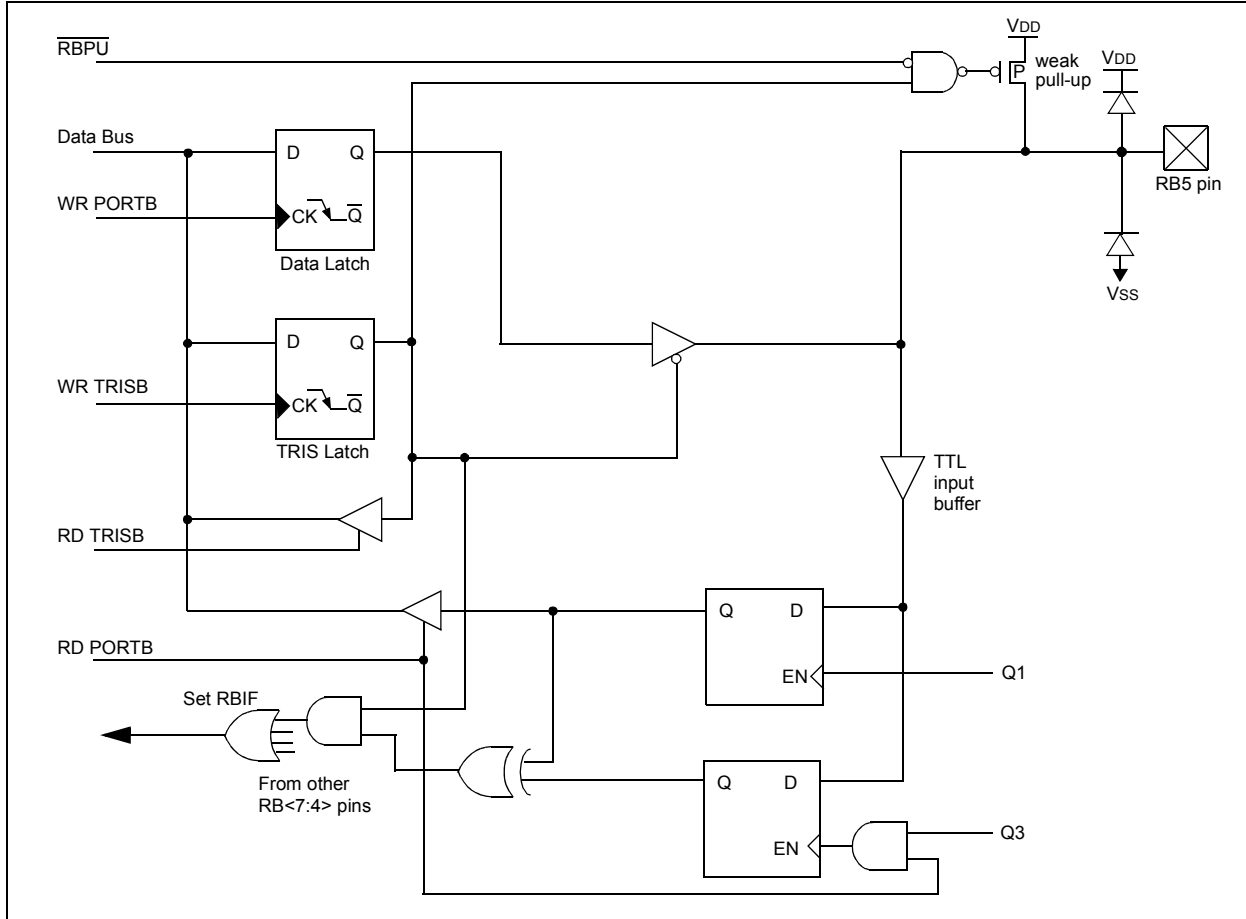 VDD
RBPU
P
weak
pull-up
VDD
Data Bus
D Q
RB5 pin
WR PORTB
CK Q
Data Latch
VSS
D Q
WR TRISB
CK Q
TRIS Latch
TTL
input
buffer
RD TRISB
Q D
RD PORTB
EN
Q1
Set RBIF
From other
RB<7:4> pins
Q D
EN
Q3